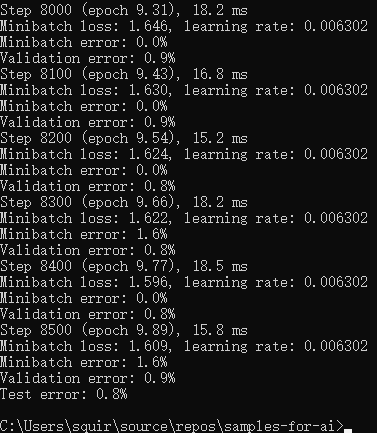 Step 8000 (epoch 9.31), 18.2 ms
Minibatch loss: 1.646, learning rate: 0.006302
Minibatch error: 0.0%
Validation error: 0.9%
Step 8100 (epoch 9.43), 16.8 ms
Minibatch loss: 1.630, learning rate: 0.006302
Minibatch error: 0.0%
Validation error: 0.9%
Step 8200 (epoch 9.54), 15.2 ms
Minibatch loss: 1.624, learning rate: 0.006302
Minibatch error: 0.0%
Validation error: 0.8%
Step 8300 (epoch 9.66), 18.2 ms
Minibatch loss: 1.622, learning rate: 0.006302
Minibatch error: 1.6%
Validation error: 0.8%
Step 8400 (epoch 9.77), 18.5 ms
Minibatch loss: 1.596, learning rate: 0.006302
Minibatch error: 0.0%
Validation error: 0.8%
Step 8500 (epoch 9.89), 15.8 ms
Minibatch loss: 1.609, learning rate: 0.006302
Minibatch error: 1.6%
Validation error: 0.9%
Test error: 0.8%
C:\Users\squir\source\repos\samples-for-ai>